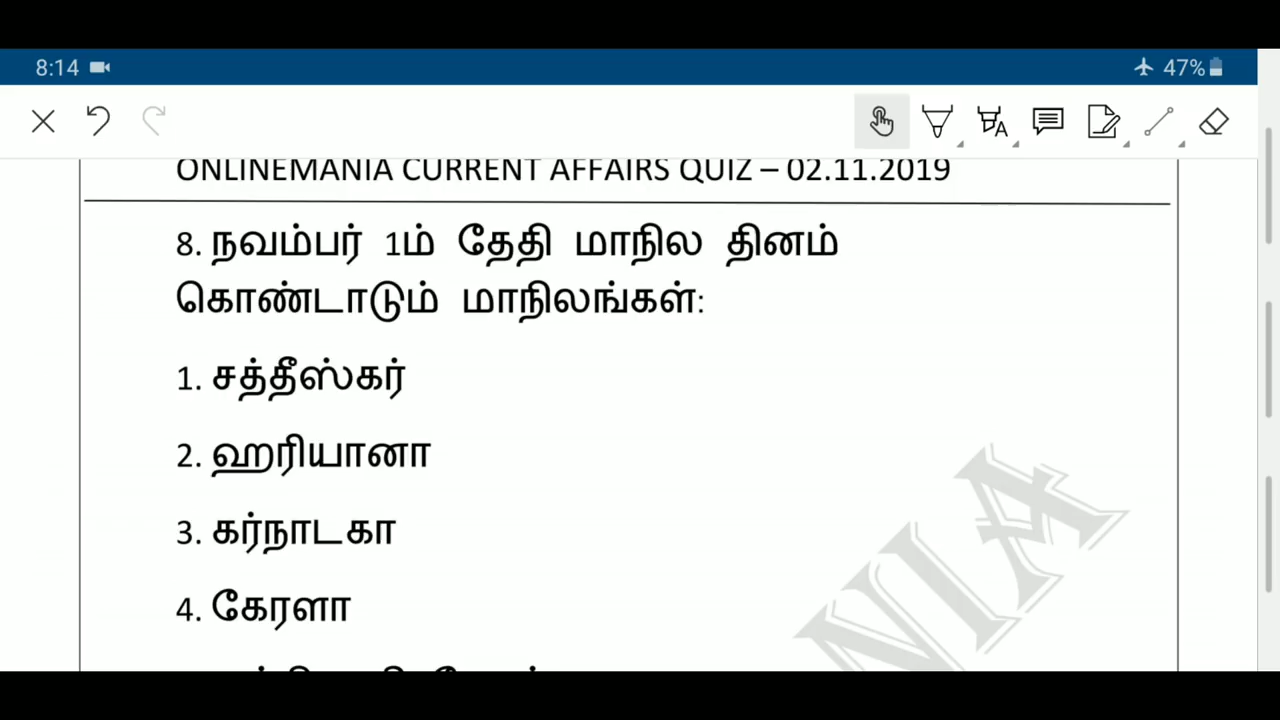 8:14
47%
ONLINEMANIA CURRENT AFFAIRS QUIZ – 02.11.2019
8. நவம்பர் 1ம் தேதி மாநில தினம்
கொண்டாடும் மாநிலங்கள்:
1. சத்தீஸ்கர்
2. ஹரியானா
3. கர்நாடகா
4. கேரளா